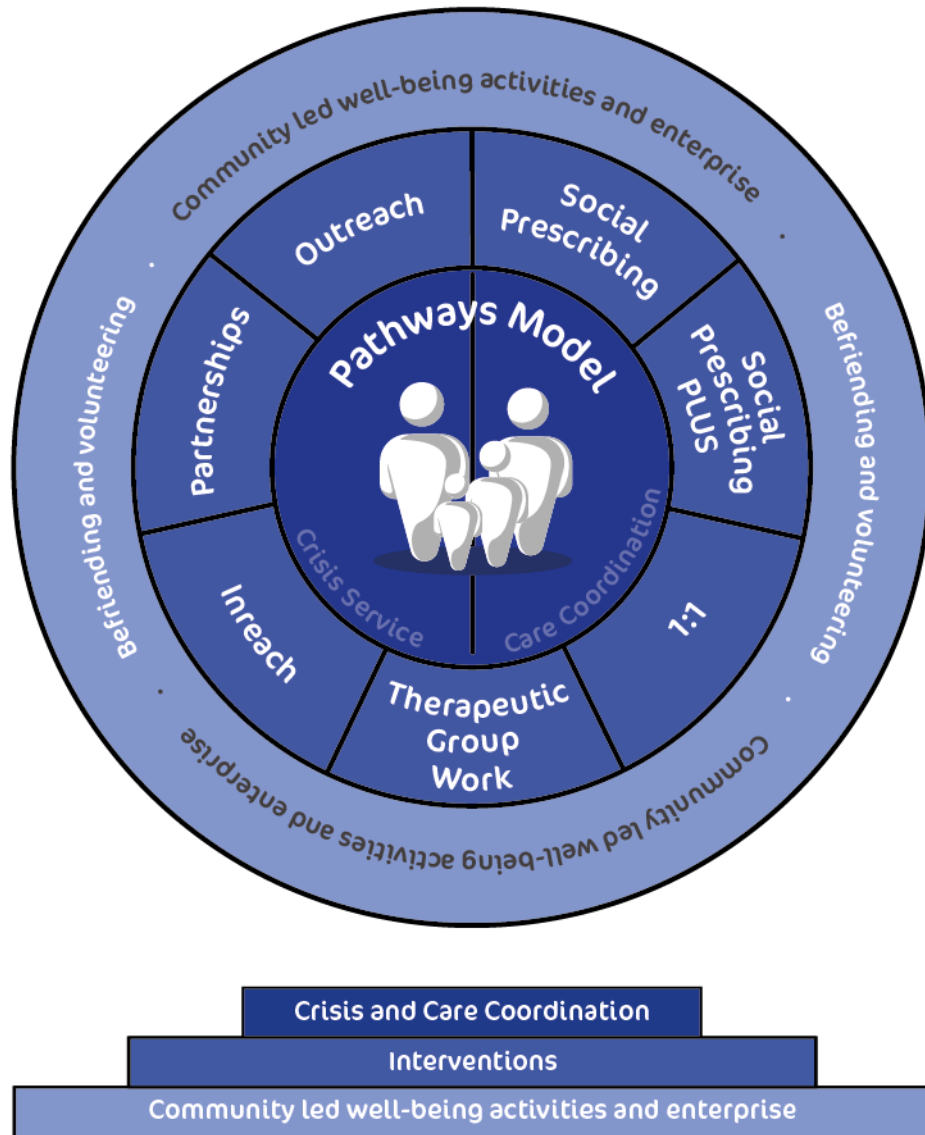 Community led well-being activities and enterprise
Befriending and volunteering
Community led well-being activities and enterprise
Befriending and volunteering
Outreach
Social
Prescribing
Social
Prescribing
PLUS
1:1
Therapeutic
Group
Work
Inreach
Partnerships
Pathways Model
Crisis Service
Care Coordination
Crisis and Care Coordination
Interventions
Community led well-being activities and enterprise